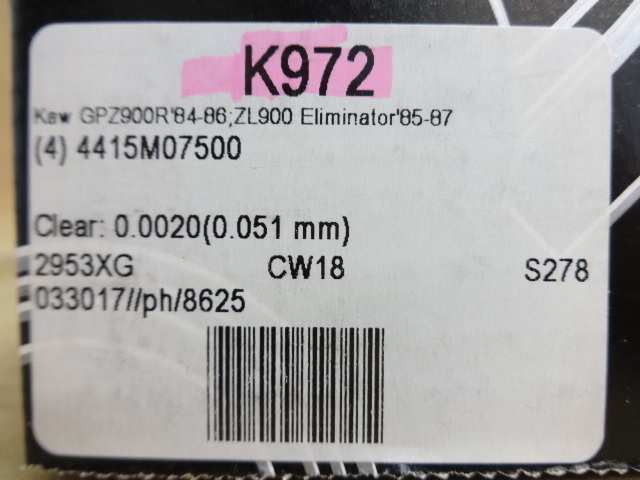 K972
Kaw GPZ900R'84-86;ZL900 Eliminator'85-87
(4) 4415M07500
Clear: 0.0020(0.051 mm)
2953XG CW18 S278
033017//ph/8625